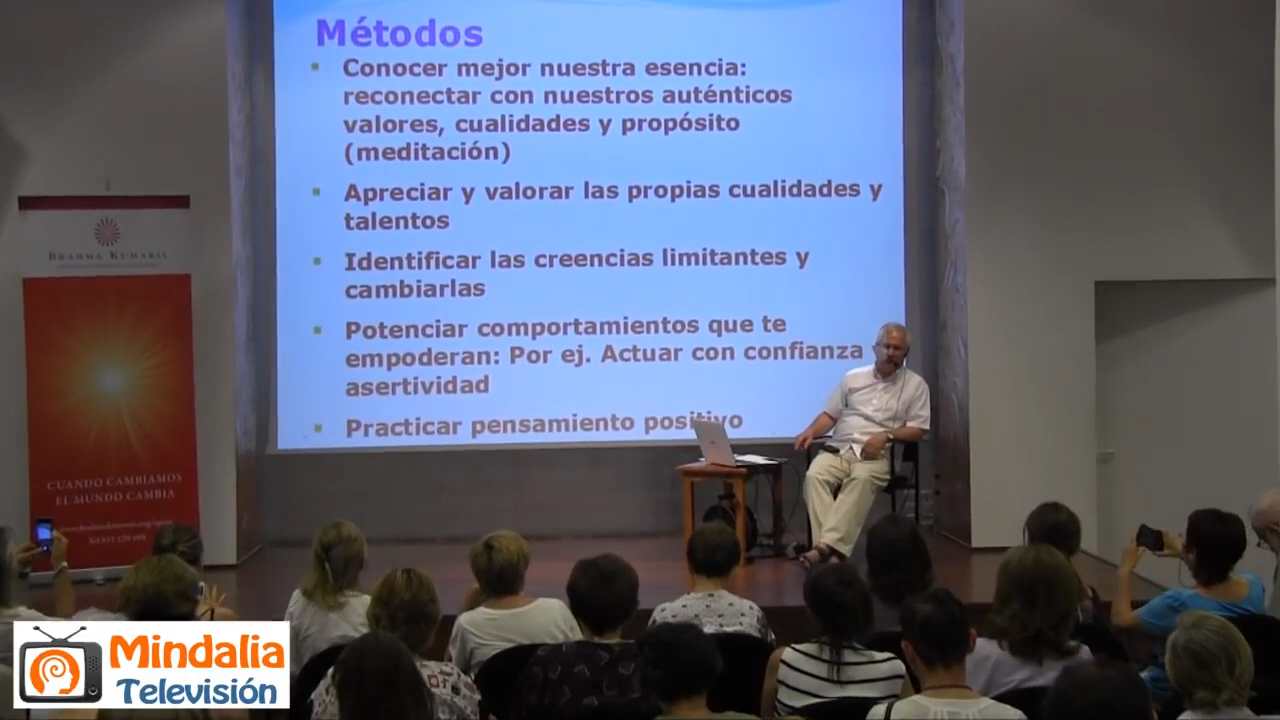 Métodos
Conocer mejor nuestra esencia:
reconectar con nuestros auténticos
valores, cualidades y propósito
(meditación)
Apreciar y valorar las propias cualidades y
talentos
Identificar las creencias limitantes y
cambiarlas
Potenciar comportamientos que te
empoderan: Por ej. Actuar con confianza
asertividad
Practicar pensamiento positivo
BRAHMA KUMARIS
CUANDO CAMBIAMOS
EL MUNDO CAMBIA
Mindalia
Televisión